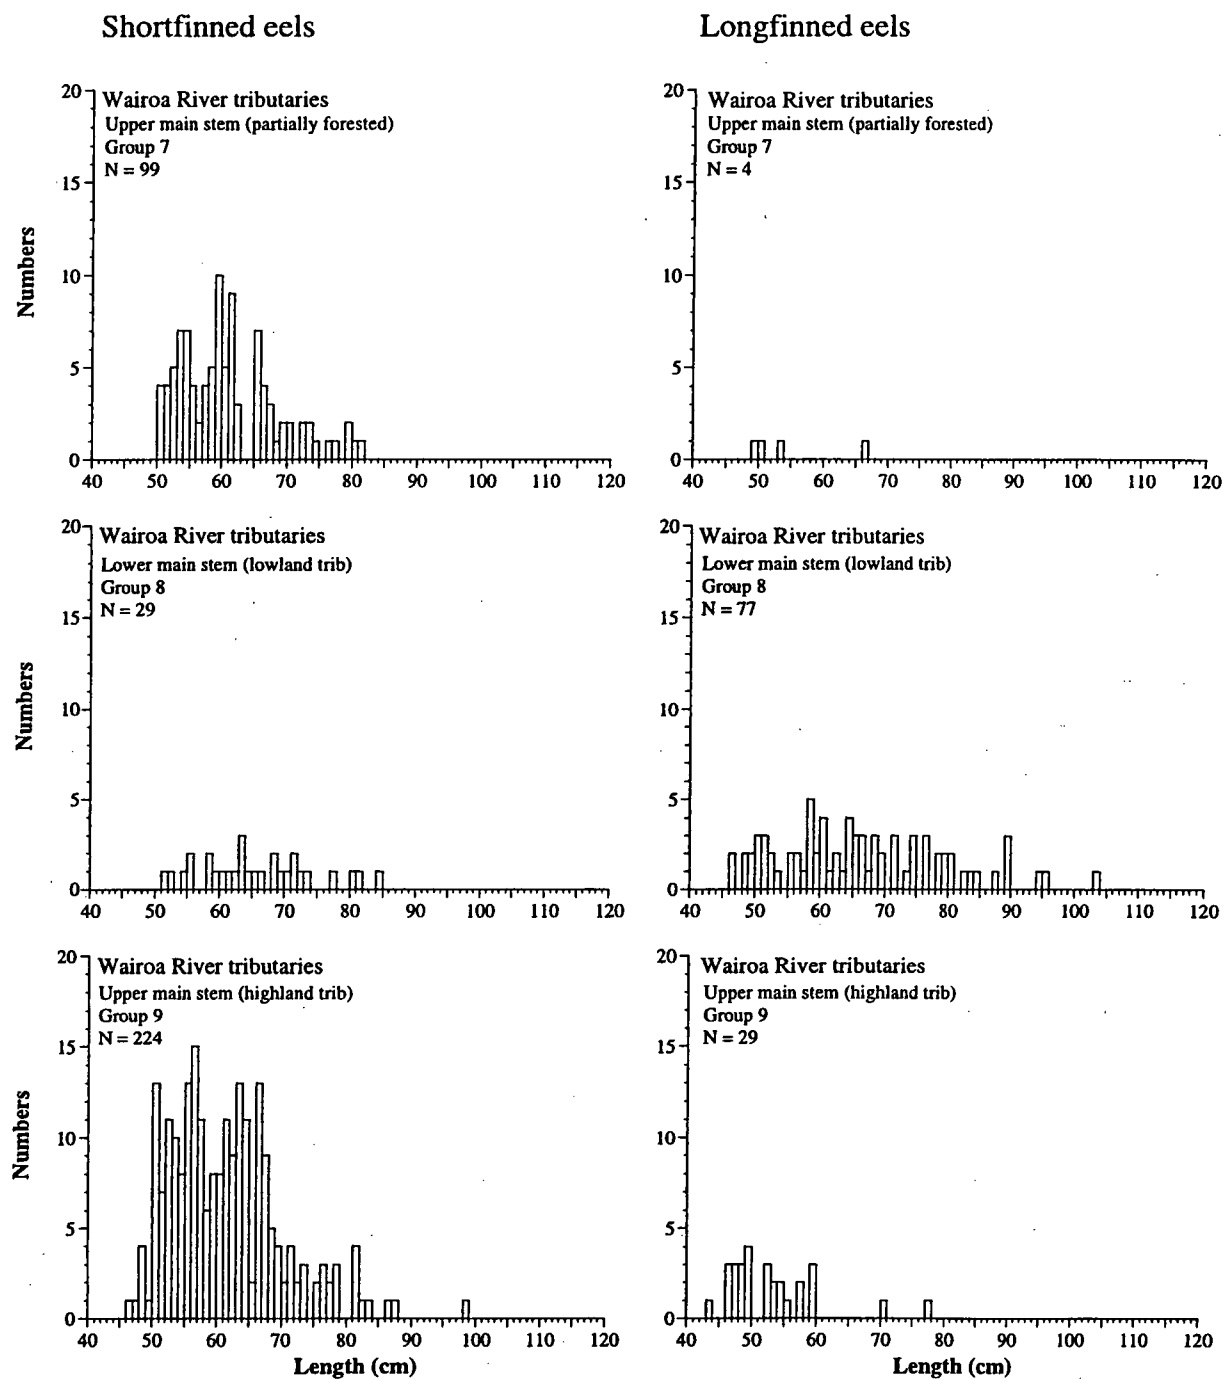 Shortfinned eels
Longfinned eels
20
15
10
5
0
Numbers
Wairoa River tributaries
Upper main stem (partially forested)
Group 7
N = 99
40 50 60 70 80 90 100 110 120
20
15
10
5
0
Wairoa River tributaries
Upper main stem (partially forested)
Group 7
N = 4
40 50 60 70 80 90 100 110 120
20
15
10
5
0
Numbers
Wairoa River tributaries
Lower main stem (lowland trib)
Group 8
N = 29
40 50 60 70 80 90 100 110 120
20
15
10
5
0
Wairoa River tributaries
Lower main stem (lowland trib)
Group 8
N = 77
40 50 60 70 80 90 100 110 120
20
15
10
5
0
Numbers
Wairoa River tributaries
Upper main stem (highland trib)
Group 9
N = 224
40 50 60 70 80 90 100 110 120
Length (cm)
20
15
10
5
0
Wairoa River tributaries
Upper main stem (highland trib)
Group 9
N = 29
40 50 60 70 80 90 100 110 120
Length (cm)